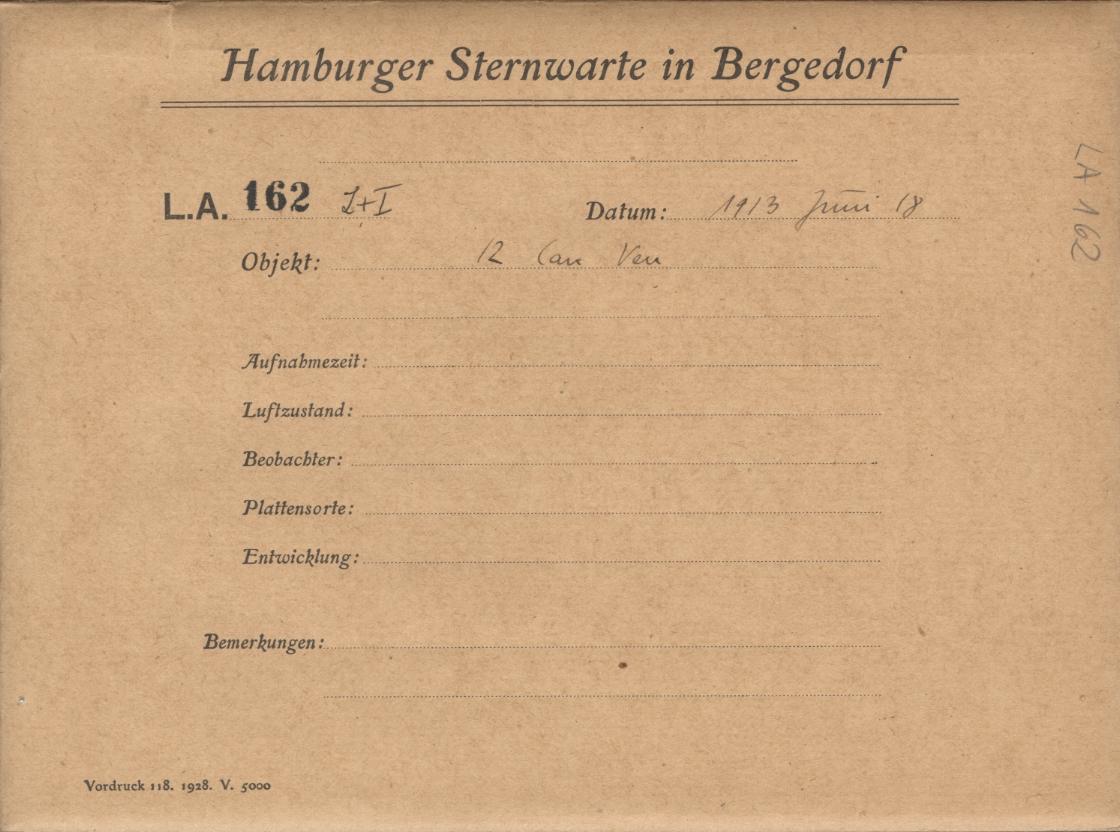 Hamburger Sternwarte in Bergedorf
L.A. 162 I+I Datum: 1913 Juni 18
Objekt: 12 Can Ven
Aufnahmezeit:
Luftzustand:
Beobachter:
Plattensorte:
Entwicklung:
Bemerkungen:
Vordruck 118. 1928. V. 5000
LA 162